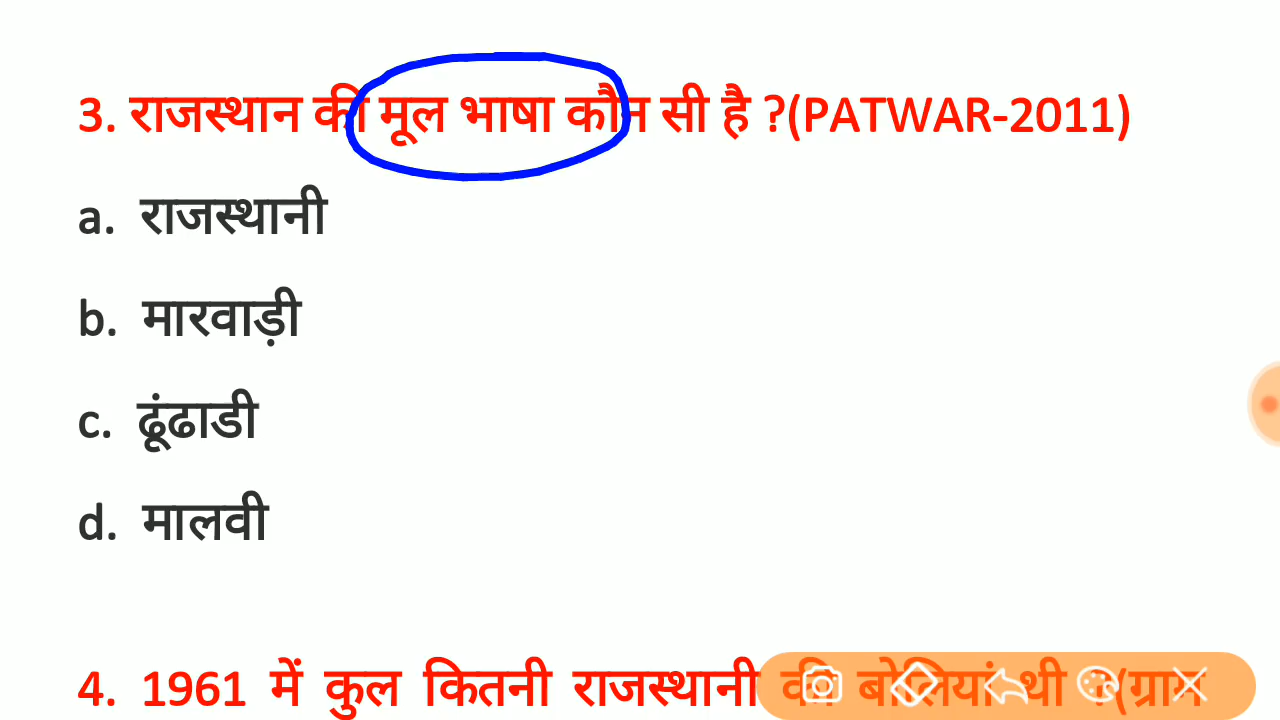 3. राजस्थान की मूल भाषा कौन सी है ?(PATWAR-2011)
a. राजस्थानी
b. मारवाड़ी
c. ढूंढाडी
d. मालवी
4. 1961 में कुल कितनी राजस्थानी की बोलियां थी ?(ग्राम